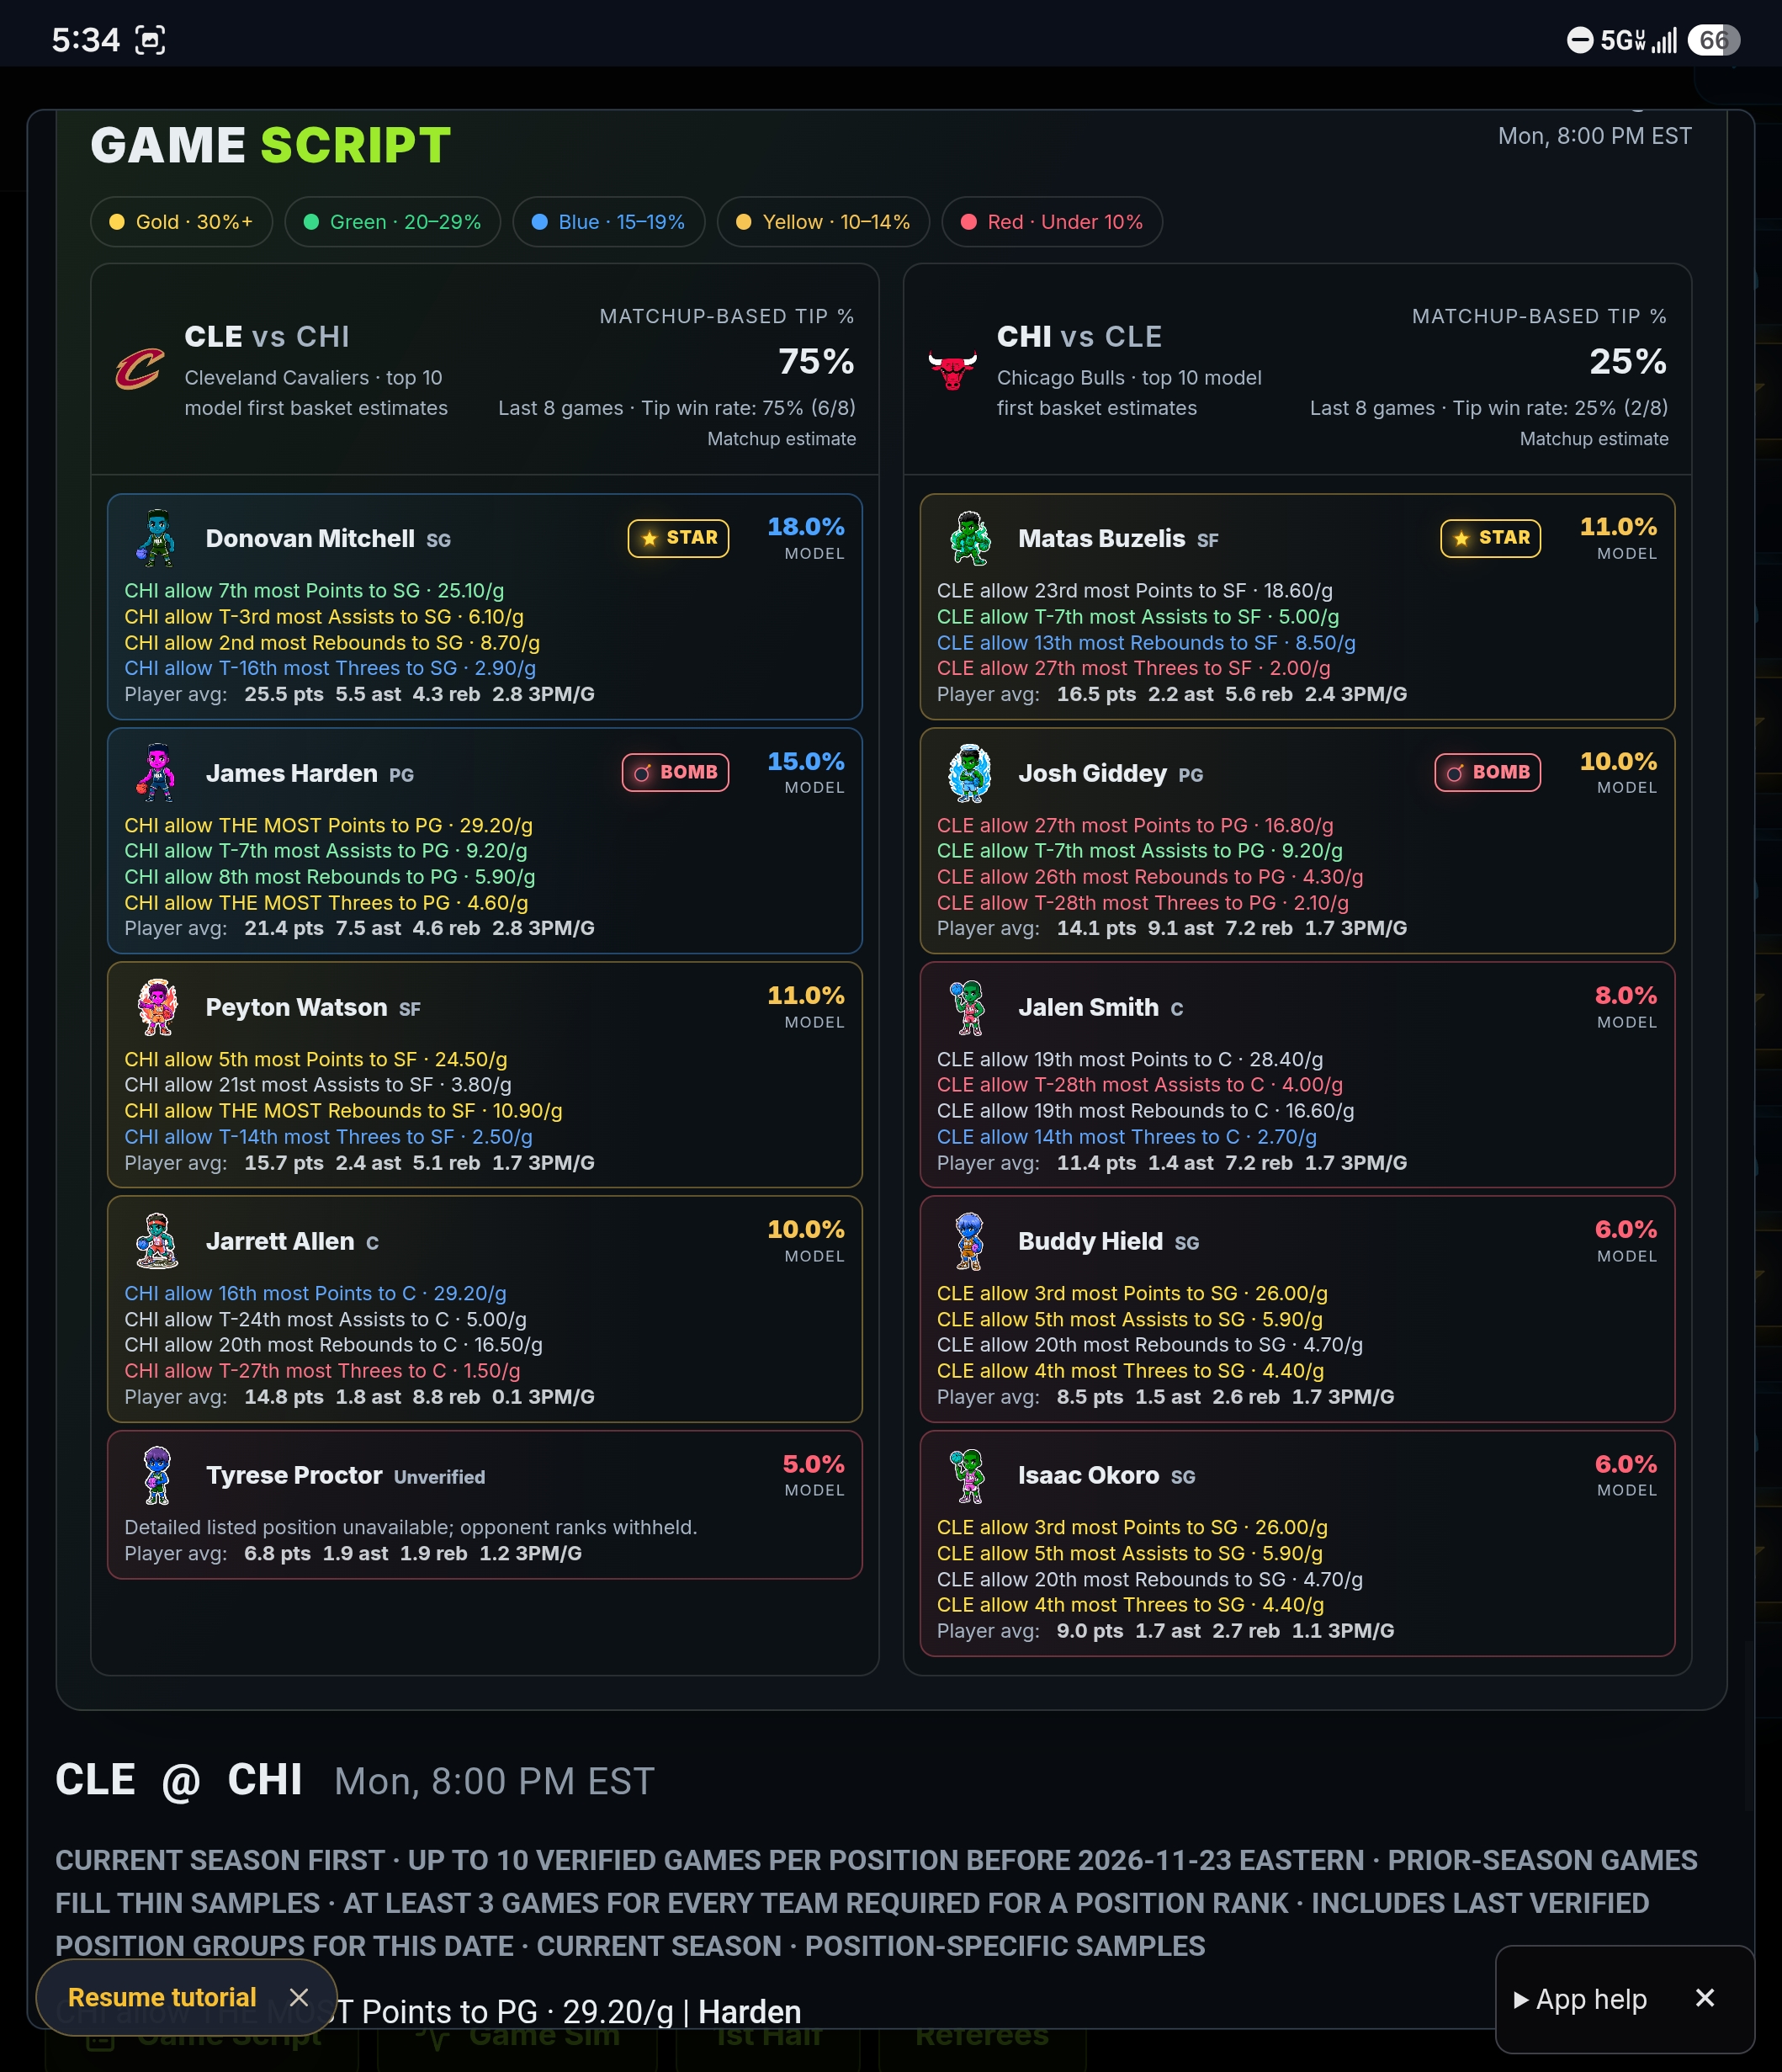 5:34
5G UW 66
GAME SCRIPT
Mon, 8:00 PM EST
Gold · 30%+
Green · 20–29%
Blue · 15–19%
Yellow · 10–14%
Red · Under 10%
CLE vs CHI
Cleveland Cavaliers · top 10
model first basket estimates
MATCHUP-BASED TIP %
75%
Last 8 games · Tip win rate: 75% (6/8)
Matchup estimate
Donovan Mitchell SG
STAR
18.0%
MODEL
CHI allow 7th most Points to SG · 25.10/g
CHI allow T-3rd most Assists to SG · 6.10/g
CHI allow 2nd most Rebounds to SG · 8.70/g
CHI allow T-16th most Threes to SG · 2.90/g
Player avg: 25.5 pts 5.5 ast 4.3 reb 2.8 3PM/G
James Harden PG
BOMB
15.0%
MODEL
CHI allow THE MOST Points to PG · 29.20/g
CHI allow T-7th most Assists to PG · 9.20/g
CHI allow 8th most Rebounds to PG · 5.90/g
CHI allow THE MOST Threes to PG · 4.60/g
Player avg: 21.4 pts 7.5 ast 4.6 reb 2.8 3PM/G
Peyton Watson SF
11.0%
MODEL
CHI allow 5th most Points to SF · 24.50/g
CHI allow 21st most Assists to SF · 3.80/g
CHI allow THE MOST Rebounds to SF · 10.90/g
CHI allow T-14th most Threes to SF · 2.50/g
Player avg: 15.7 pts 2.4 ast 5.1 reb 1.7 3PM/G
Jarrett Allen C
10.0%
MODEL
CHI allow 16th most Points to C · 29.20/g
CHI allow T-24th most Assists to C · 5.00/g
CHI allow 20th most Rebounds to C · 16.50/g
CHI allow T-27th most Threes to C · 1.50/g
Player avg: 14.8 pts 1.8 ast 8.8 reb 0.1 3PM/G
Tyrese Proctor Unverified
5.0%
MODEL
Detailed listed position unavailable; opponent ranks withheld.
Player avg: 6.8 pts 1.9 ast 1.9 reb 1.2 3PM/G
CHI vs CLE
Chicago Bulls · top 10 model
first basket estimates
MATCHUP-BASED TIP %
25%
Last 8 games · Tip win rate: 25% (2/8)
Matchup estimate
Matas Buzelis SF
STAR
11.0%
MODEL
CLE allow 23rd most Points to SF · 18.60/g
CLE allow T-7th most Assists to SF · 5.00/g
CLE allow 13th most Rebounds to SF · 8.50/g
CLE allow 27th most Threes to SF · 2.00/g
Player avg: 16.5 pts 2.2 ast 5.6 reb 2.4 3PM/G
Josh Giddey PG
BOMB
10.0%
MODEL
CLE allow 27th most Points to PG · 16.80/g
CLE allow T-7th most Assists to PG · 9.20/g
CLE allow 26th most Rebounds to PG · 4.30/g
CLE allow T-28th most Threes to PG · 2.10/g
Player avg: 14.1 pts 9.1 ast 7.2 reb 1.7 3PM/G
Jalen Smith C
8.0%
MODEL
CLE allow 19th most Points to C · 28.40/g
CLE allow T-28th most Assists to C · 4.00/g
CLE allow 19th most Rebounds to C · 16.60/g
CLE allow 14th most Threes to C · 2.70/g
Player avg: 11.4 pts 1.4 ast 7.2 reb 1.7 3PM/G
Buddy Hield SG
6.0%
MODEL
CLE allow 3rd most Points to SG · 26.00/g
CLE allow 5th most Assists to SG · 5.90/g
CLE allow 20th most Rebounds to SG · 4.70/g
CLE allow 4th most Threes to SG · 4.40/g
Player avg: 8.5 pts 1.5 ast 2.6 reb 1.7 3PM/G
Isaac Okoro SG
6.0%
MODEL
CLE allow 3rd most Points to SG · 26.00/g
CLE allow 5th most Assists to SG · 5.90/g
CLE allow 20th most Rebounds to SG · 4.70/g
CLE allow 4th most Threes to SG · 4.40/g
Player avg: 9.0 pts 1.7 ast 2.7 reb 1.1 3PM/G
CLE @ CHI Mon, 8:00 PM EST
CURRENT SEASON FIRST · UP TO 10 VERIFIED GAMES PER POSITION BEFORE 2026-11-23 EASTERN · PRIOR-SEASON GAMES
FILL THIN SAMPLES · AT LEAST 3 GAMES FOR EVERY TEAM REQUIRED FOR A POSITION RANK · INCLUDES LAST VERIFIED
POSITION GROUPS FOR THIS DATE · CURRENT SEASON · POSITION-SPECIFIC SAMPLES
CHI allow THE MOST Points to PG · 29.20/g | Harden
Resume tutorial
App help
Game Script
Game Sim
1st Half
Referees